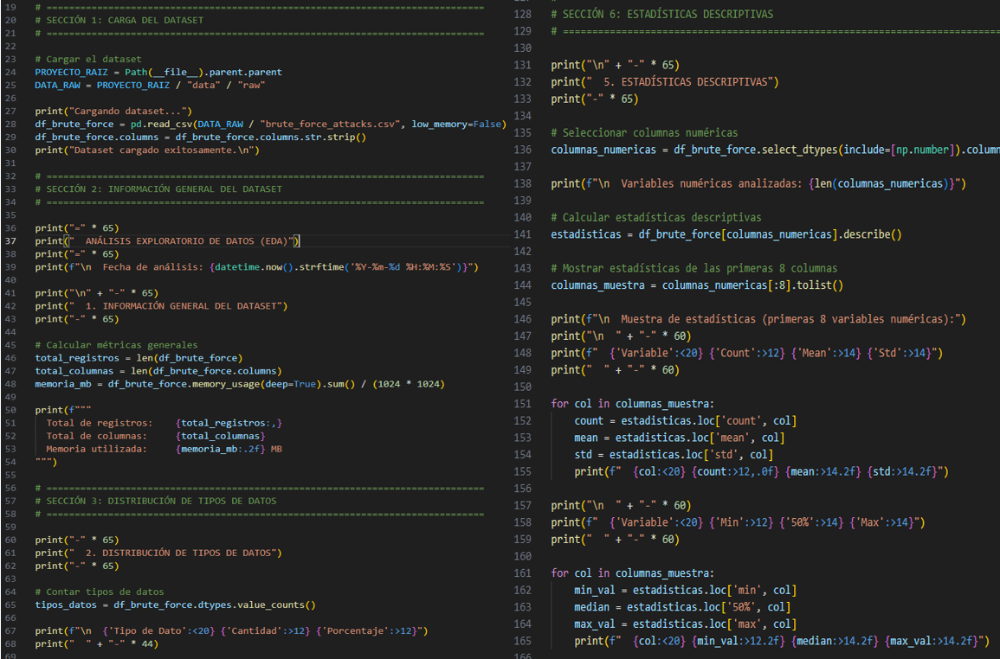 19 # ===========================================================================
20 # SECCIÓN 1: CARGA DEL DATASET
21 # ===========================================================================
22
23 # Cargar el dataset
24 PROYECTO_RAIZ = Path(__file__).parent.parent
25 DATA_RAW = PROYECTO_RAIZ / "data" / "raw"
26
27 print("Cargando dataset...")
28 df_brute_force = pd.read_csv(DATA_RAW / "brute_force_attacks.csv", low_memory=False)
29 df_brute_force.columns = df_brute_force.columns.str.strip()
30 print("Dataset cargado exitosamente.\n")
31
32 # ===========================================================================
33 # SECCIÓN 2: INFORMACIÓN GENERAL DEL DATASET
34 # ===========================================================================
35
36 print("=" * 65)
37 print("  ANÁLISIS EXPLORATORIO DE DATOS (EDA)")
38 print("=" * 65)
39 print(f"\n  Fecha de análisis: {datetime.now().strftime('%Y-%m-%d %H:%M:%S')}")
40
41 print("\n" + "-" * 65)
42 print("  1. INFORMACIÓN GENERAL DEL DATASET")
43 print("-" * 65)
44
45 # Calcular métricas generales
46 total_registros = len(df_brute_force)
47 total_columnas = len(df_brute_force.columns)
48 memoria_mb = df_brute_force.memory_usage(deep=True).sum() / (1024 * 1024)
49
50 print(f"""
51   Total de registros:    {total_registros:,}
52   Total de columnas:     {total_columnas}
53   Memoria utilizada:     {memoria_mb:.2f} MB
54 """)
55
56 # ===========================================================================
57 # SECCIÓN 3: DISTRIBUCIÓN DE TIPOS DE DATOS
58 # ===========================================================================
59
60 print("-" * 65)
61 print("  2. DISTRIBUCIÓN DE TIPOS DE DATOS")
62 print("-" * 65)
63
64 # Contar tipos de datos
65 tipos_datos = df_brute_force.dtypes.value_counts()
66
67 print(f"\n  {'Tipo de Dato':<20} {'Cantidad':>12} {'Porcentaje':>12}")
68 print("  " + "-" * 44)
69
128 # SECCIÓN 6: ESTADÍSTICAS DESCRIPTIVAS
129 # ===========================================================================
130
131 print("\n" + "-" * 65)
132 print("  5. ESTADÍSTICAS DESCRIPTIVAS")
133 print("-" * 65)
134
135 # Seleccionar columnas numéricas
136 columnas_numericas = df_brute_force.select_dtypes(include=[np.number]).column
137
138 print(f"\n  Variables numéricas analizadas: {len(columnas_numericas)}")
139
140 # Calcular estadísticas descriptivas
141 estadisticas = df_brute_force[columnas_numericas].describe()
142
143 # Mostrar estadísticas de las primeras 8 columnas
144 columnas_muestra = columnas_numericas[:8].tolist()
145
146 print(f"\n  Muestra de estadísticas (primeras 8 variables numéricas):")
147 print("\n  " + "-" * 60)
148 print(f"  {'Variable':<20} {'Count':>12} {'Mean':>14} {'Std':>14}")
149 print("  " + "-" * 60)
150
151 for col in columnas_muestra:
152     count = estadisticas.loc['count', col]
153     mean = estadisticas.loc['mean', col]
154     std = estadisticas.loc['std', col]
155     print(f"  {col:<20} {count:>12,.0f} {mean:>14.2f} {std:>14.2f}")
156
157 print("\n  " + "-" * 60)
158 print(f"  {'Variable':<20} {'Min':>12} {'50%':>14} {'Max':>14}")
159 print("  " + "-" * 60)
160
161 for col in columnas_muestra:
162     min_val = estadisticas.loc['min', col]
163     median = estadisticas.loc['50%', col]
164     max_val = estadisticas.loc['max', col]
165     print(f"  {col:<20} {min_val:>12.2f} {median:>14.2f} {max_val:>14.2f}")
166